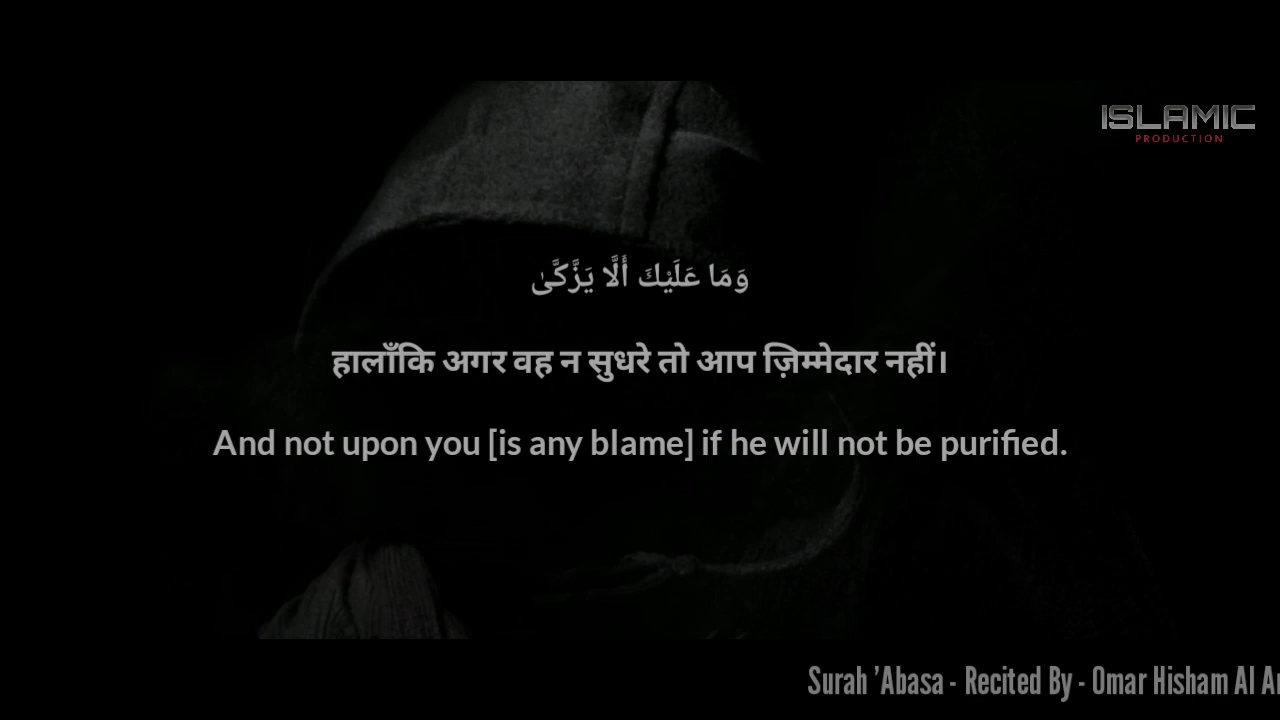 ISLAMIC
PRODUCTION
وَمَا عَلَيْكَ أَلَّا يَزَّكَّىٰ
हालाँकि अगर वह न सुधरे तो आप ज़िम्मेदार नहीं।
And not upon you [is any blame] if he will not be purified.
Surah 'Abasa - Recited By - Omar Hisham Al